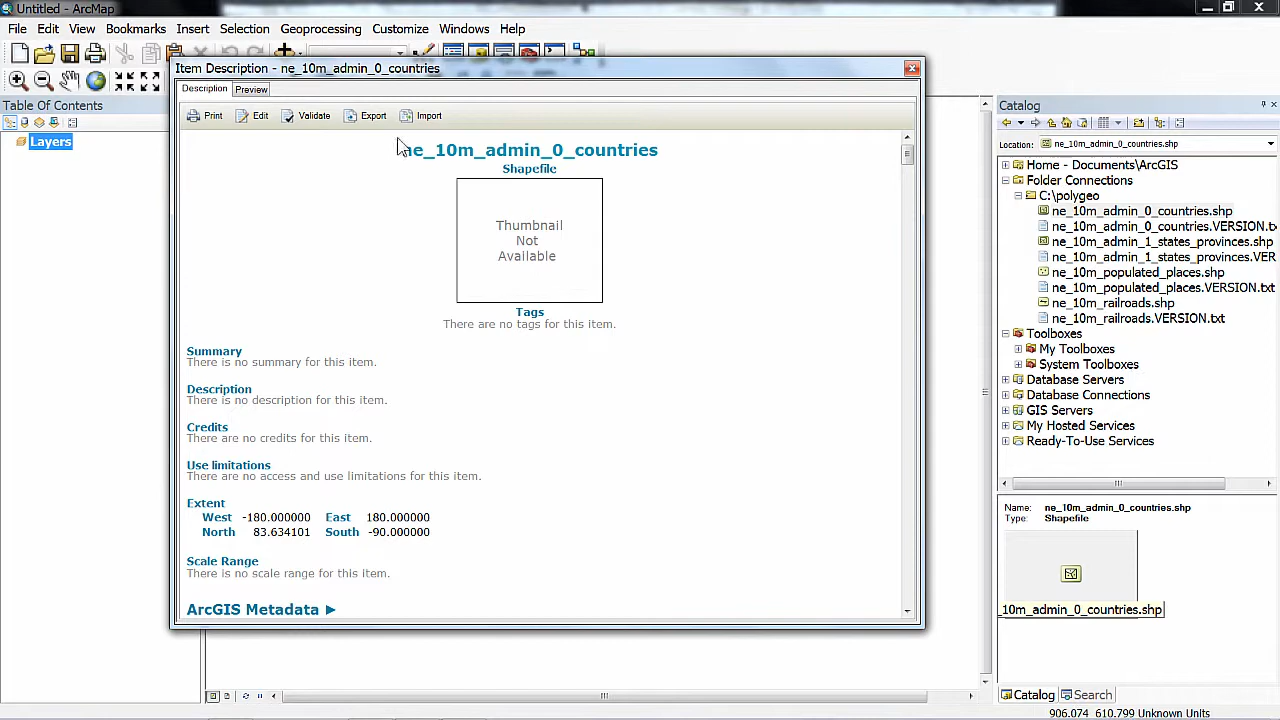 Untitled - ArcMap
File Edit View Bookmarks Insert Selection Geoprocessing Customize Windows Help
Item Description - ne_10m_admin_0_countries
Description Preview
Print Edit Validate Export Import
ne_10m_admin_0_countries
Shapefile
Thumbnail
Not
Available
Tags
There are no tags for this item.
Summary
There is no summary for this item.
Description
There is no description for this item.
Credits
There are no credits for this item.
Use limitations
There are no access and use limitations for this item.
Extent
West -180.000000 East 180.000000
North 83.634101 South -90.000000
Scale Range
There is no scale range for this item.
ArcGIS Metadata ▶
Table Of Contents
Layers
Catalog
Location: ne_10m_admin_0_countries.shp
Home - Documents\ArcGIS
Folder Connections
C:\polygeo
ne_10m_admin_0_countries.shp
ne_10m_admin_0_countries.VERSION.tx
ne_10m_admin_1_states_provinces.shp
ne_10m_admin_1_states_provinces.VER
ne_10m_populated_places.shp
ne_10m_populated_places.VERSION.txt
ne_10m_railroads.shp
ne_10m_railroads.VERSION.txt
Toolboxes
My Toolboxes
System Toolboxes
Database Servers
Database Connections
GIS Servers
My Hosted Services
Ready-To-Use Services
Name: ne_10m_admin_0_countries.shp
Type: Shapefile
_10m_admin_0_countries.shp
Catalog Search
906.074 610.799 Unknown Units